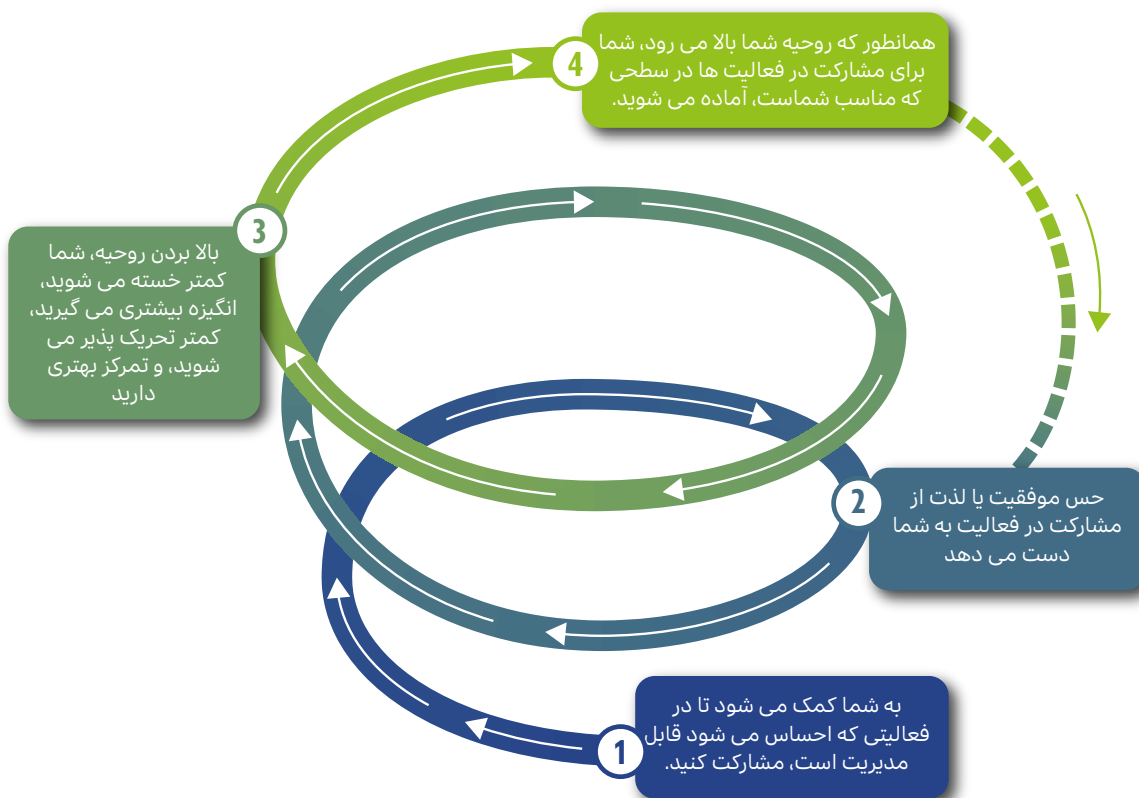 4
همانطور که روحیه شما بالا می رود، شما
برای مشارکت در فعالیت ها در سطحی
که مناسب شماست، آماده می شوید.
3
بالا بردن روحیه، شما
کمتر خسته می شوید،
انگیزه بیشتری می گیرید،
کمتر تحریک پذیر می
شوید، و تمرکز بهتری
دارید
2
حس موفقیت یا لذت از
مشارکت در فعالیت به شما
دست می دهد
1
به شما کمک می شود تا در
فعالیتی که احساس می شود قابل
مدیریت است، مشارکت کنید.